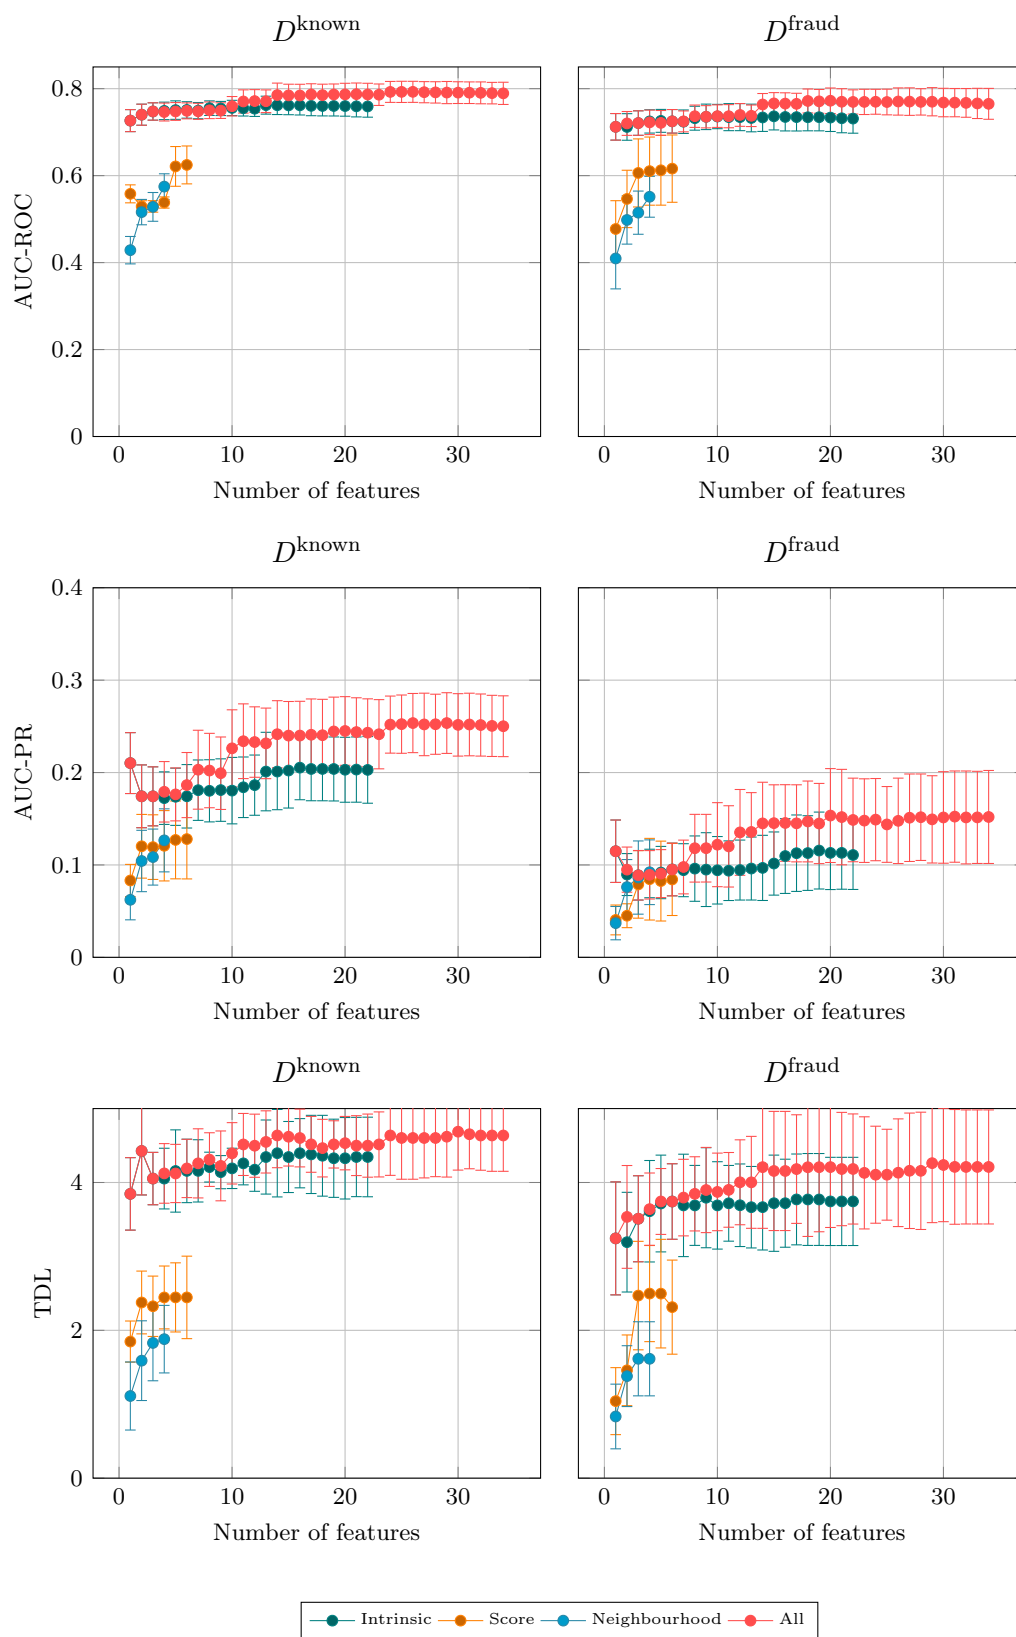 D^known D^fraud
0.8
0.6
0.4
0.2
0
AUC-ROC
0 10 20 30 0 10 20 30
Number of features Number of features
D^known D^fraud
0.4
0.3
0.2
0.1
0
AUC-PR
0 10 20 30 0 10 20 30
Number of features Number of features
D^known D^fraud
4
2
0
TDL
0 10 20 30 0 10 20 30
Number of features Number of features
Intrinsic Score Neighbourhood All